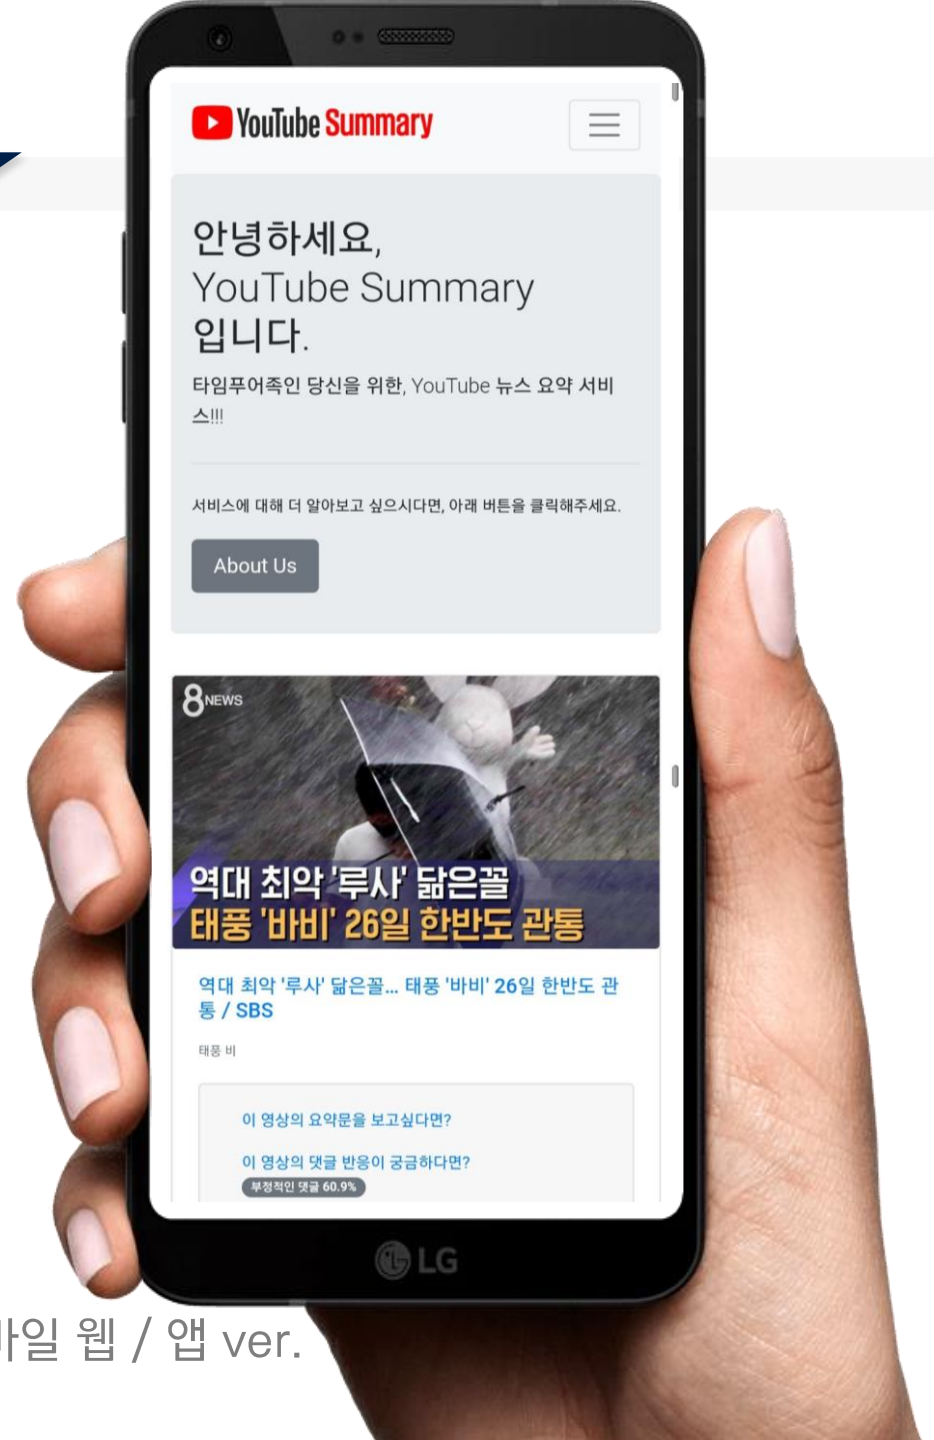 YouTube Summary
안녕하세요,
YouTube Summary
입니다.
타임푸어족인 당신을 위한, YouTube 뉴스 요약 서비
스!!!
서비스에 대해 더 알아보고 싶으시다면, 아래 버튼을 클릭해주세요.
About Us
8 NEWS
역대 최악 '루사' 닮은꼴
태풍 '바비' 26일 한반도 관통
역대 최악 '루사' 닮은꼴... 태풍 '바비' 26일 한반도 관
통 / SBS
태풍 비
이 영상의 요약문을 보고싶다면?
이 영상의 댓글 반응이 궁금하다면?
부정적인 댓글 60.9%
LG
바일 웹 / 앱 ver.